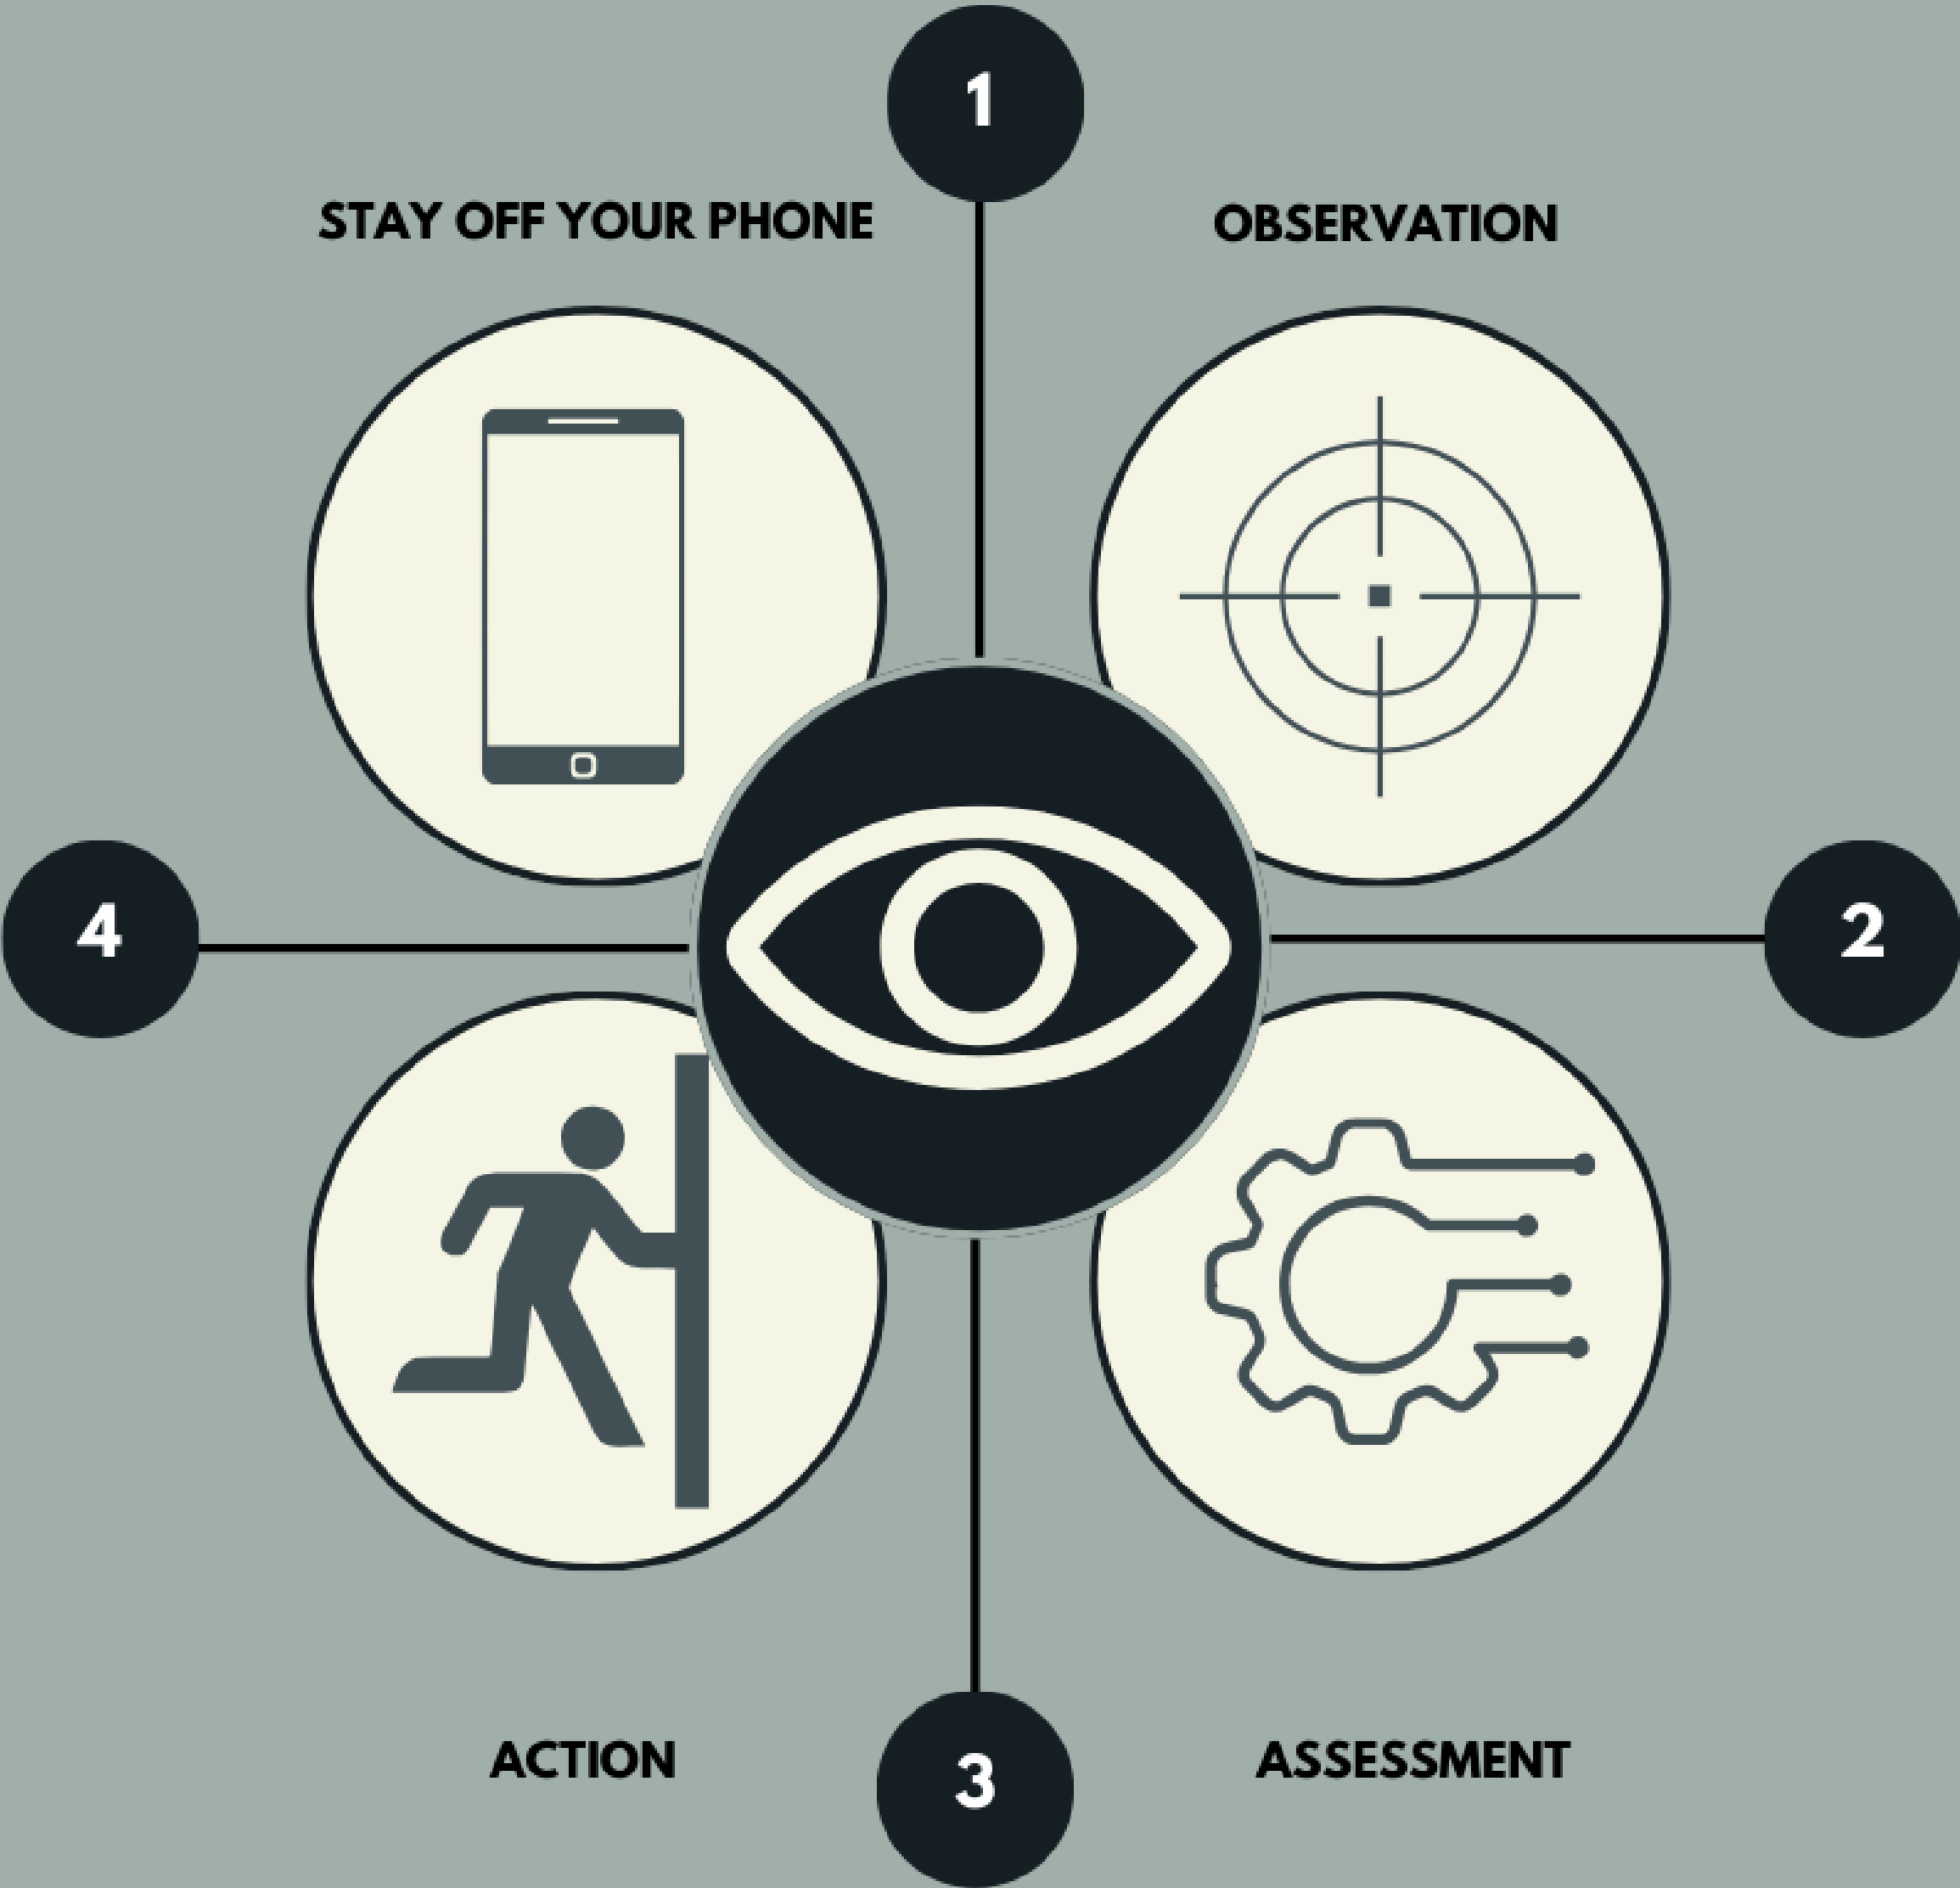 1
STAY OFF YOUR PHONE
OBSERVATION
4
2
ACTION
ASSESSMENT
3